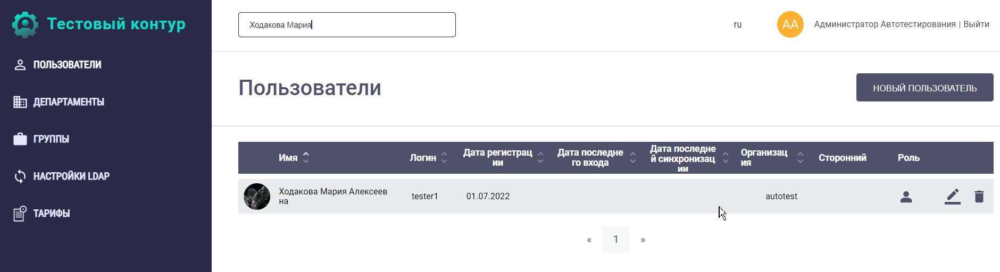 Тестовый контур
Ходакова Мария
ru
АА
Администратор Автотестирования | Выйти
ПОЛЬЗОВАТЕЛИ
ДЕПАРТАМЕНТЫ
ГРУППЫ
НАСТРОЙКИ LDAP
ТАРИФЫ
Пользователи
НОВЫЙ ПОЛЬЗОВАТЕЛЬ
Имя
Логин
Дата регистрац
ии
Дата последне
го входа
Дата последне
й синхронизац
ии
Организац
ия
Сторонний
Роль
Ходакова Мария Алексеев
на
tester1
01.07.2022
autotest
« 1 »